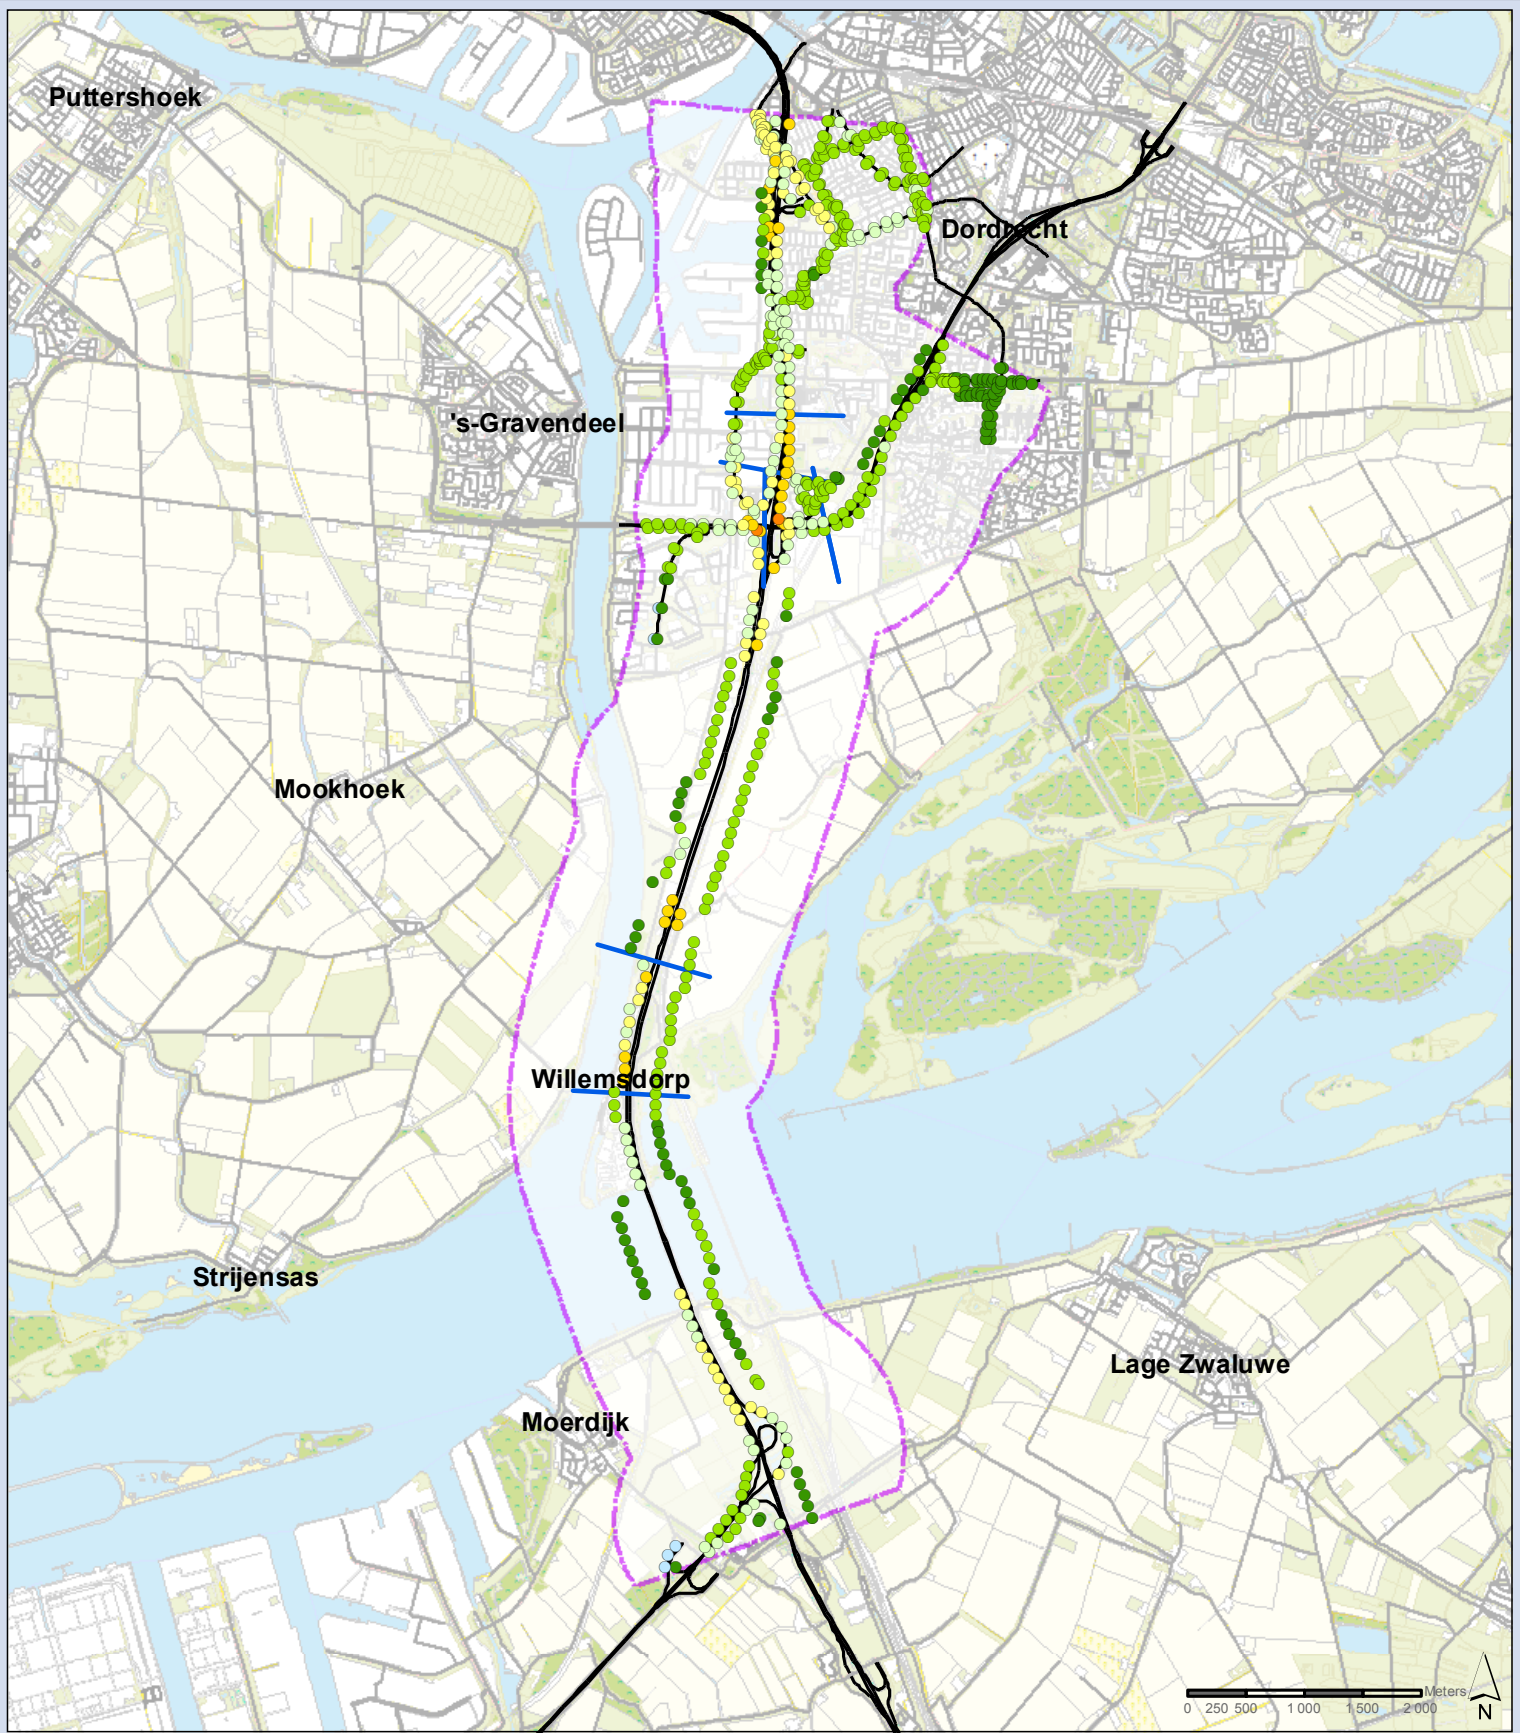 Puttershoek
Dordrecht
's-Gravendeel
Mookhoek
Willemsdorp
Strijensas
Lage Zwaluwe
Moerdijk
Meters
0 250 500 1 000 1 500 2 000
N